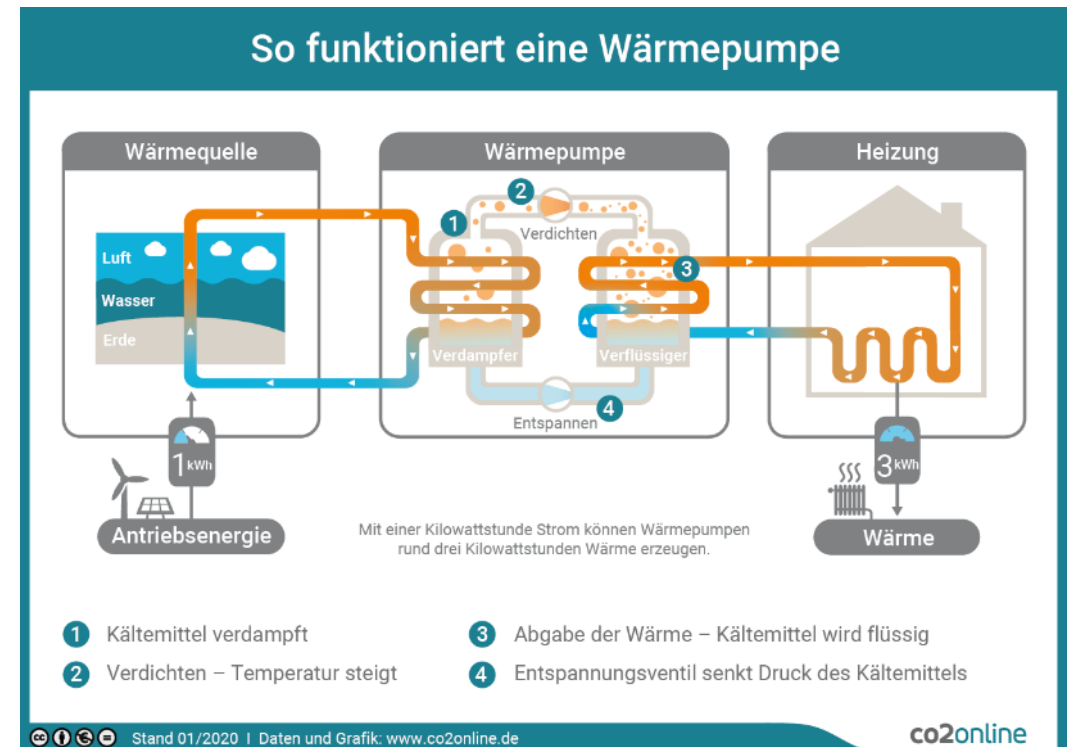 So funktioniert eine Wärmepumpe
Wärmequelle
Wärmepumpe
Heizung
Luft
Wasser
Erde
1
2
Verdichten
3
Verdampfer
Verflüssiger
4
Entspannen
1 kWh
3 kWh
Antriebsenergie
Mit einer Kilowattstunde Strom können Wärmepumpen
rund drei Kilowattstunden Wärme erzeugen.
Wärme
1 Kältemittel verdampft
2 Verdichten – Temperatur steigt
3 Abgabe der Wärme – Kältemittel wird flüssig
4 Entspannungsventil senkt Druck des Kältemittels
cc Stand 01/2020 I Daten und Grafik: www.co2online.de
co2online